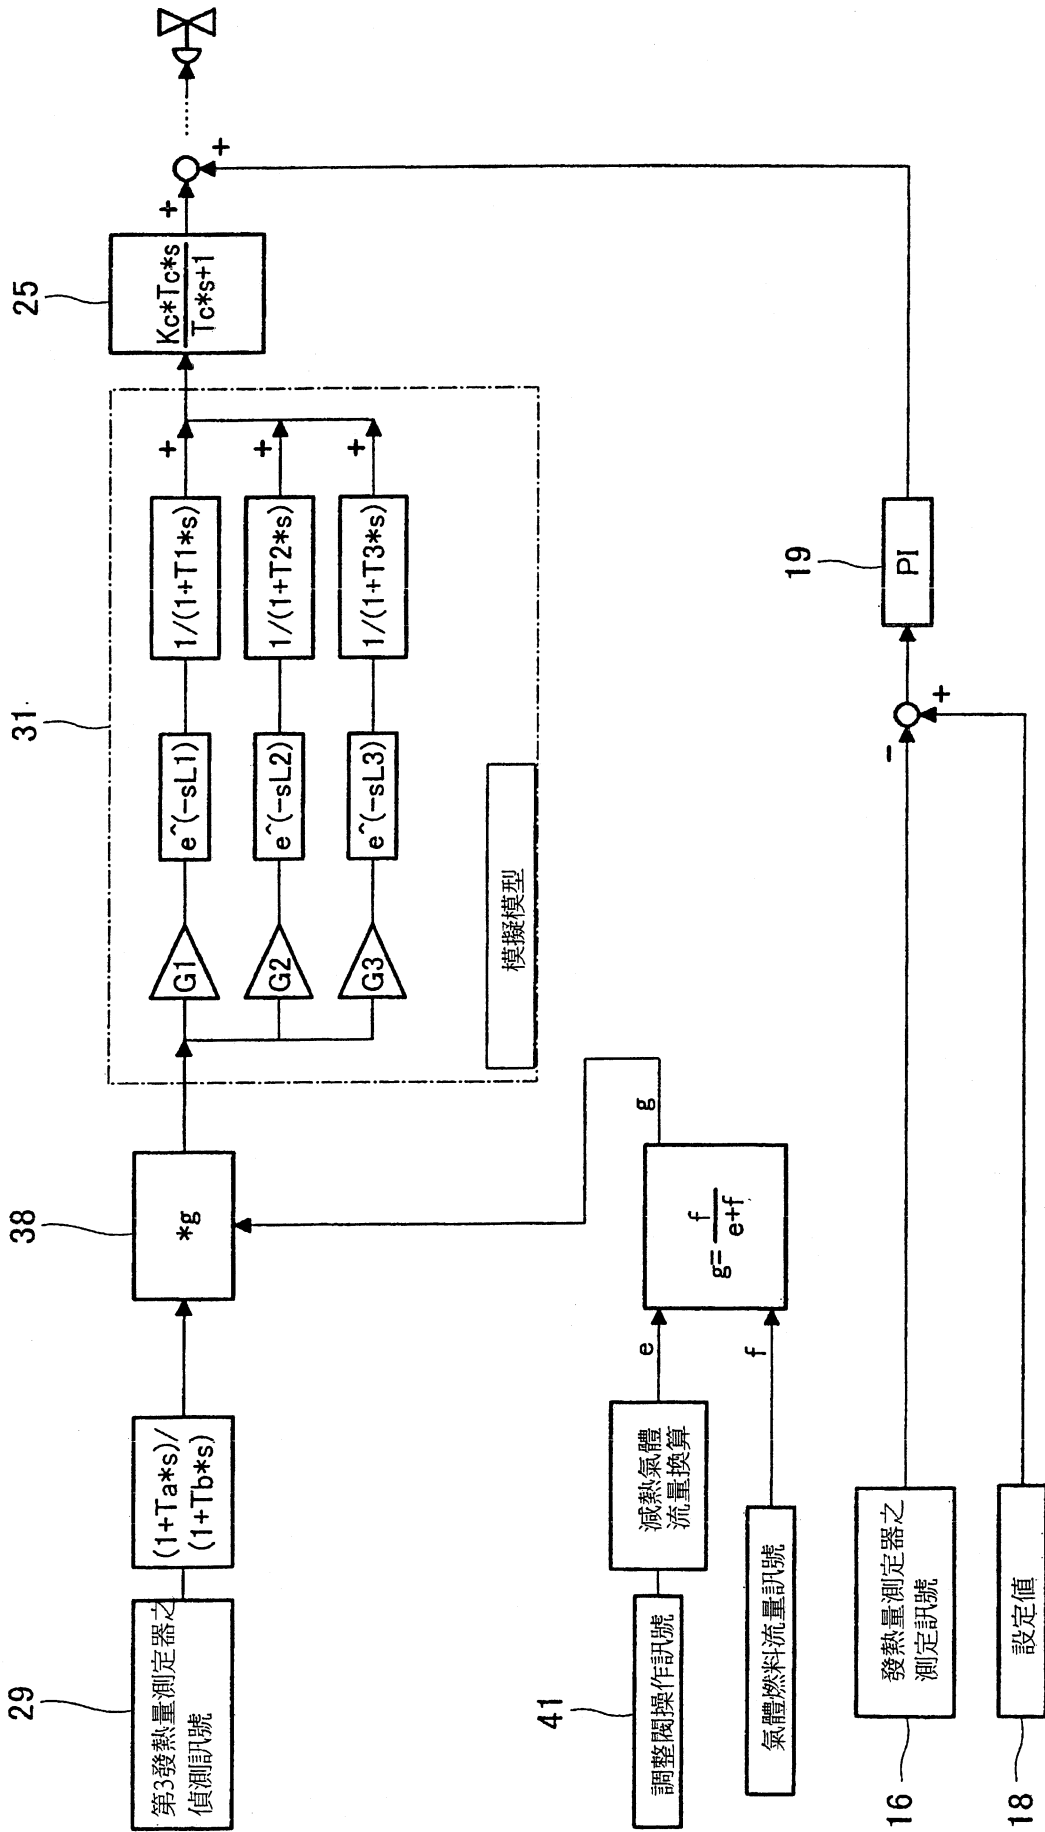 29
第3發熱量測定器之
偵測訊號
(1+Ta*s)/
(1+Tb*s)
38
*g
31
G1
e^(-sL1)
1/(1+T1*s)
+
G2
e^(-sL2)
1/(1+T2*s)
+
G3
e^(-sL3)
1/(1+T3*s)
+
模擬模型
25
Kc*Tc*s
Tc*s+1
+
+
41
調整閥操作訊號
減熱氣體
流量換算
e
氣體燃料流量訊號
f
g=
f
e+f
g
16
發熱量測定器之
測定訊號
-
18
設定值
+
19
PI